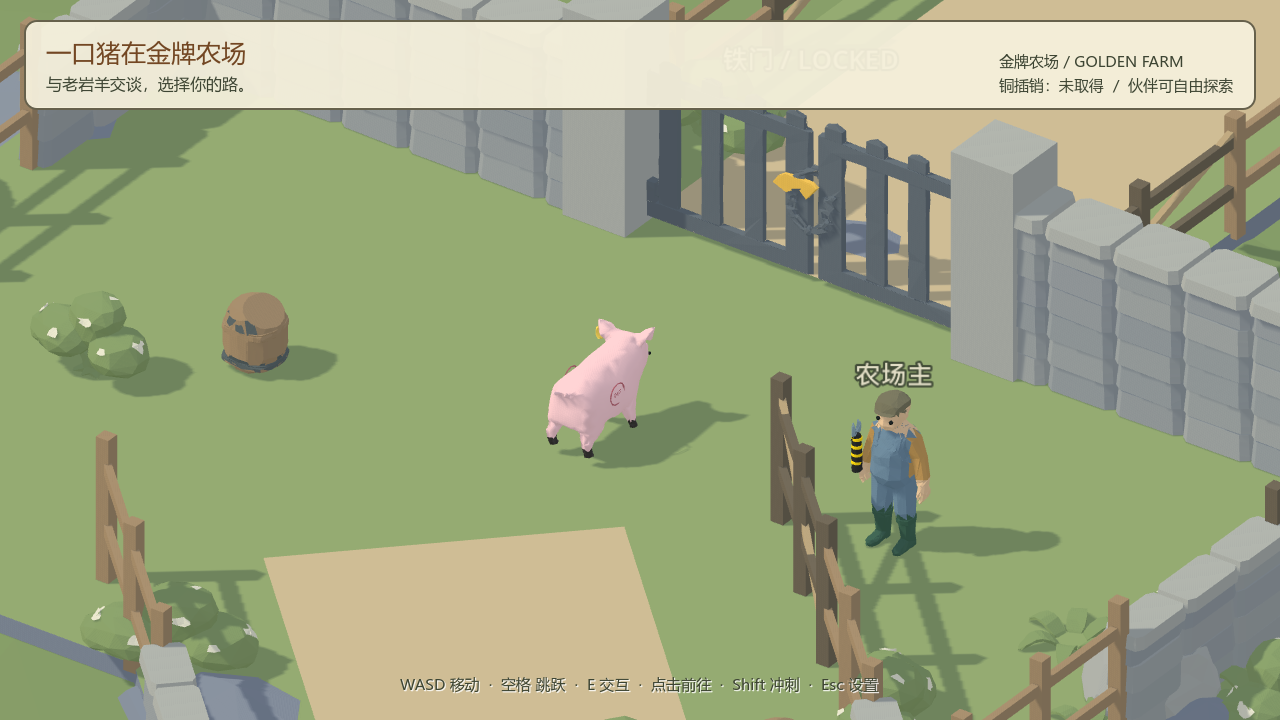 一口猪在金牌农场
与老岩羊交谈，选择你的路。
铁门 / LOCKED
金牌农场 / GOLDEN FARM
铜插销：未取得 / 伙伴可自由探索
农场主
WASD 移动 · 空格 跳跃 · E 交互 · 点击前往 · Shift 冲刺 · Esc 设置